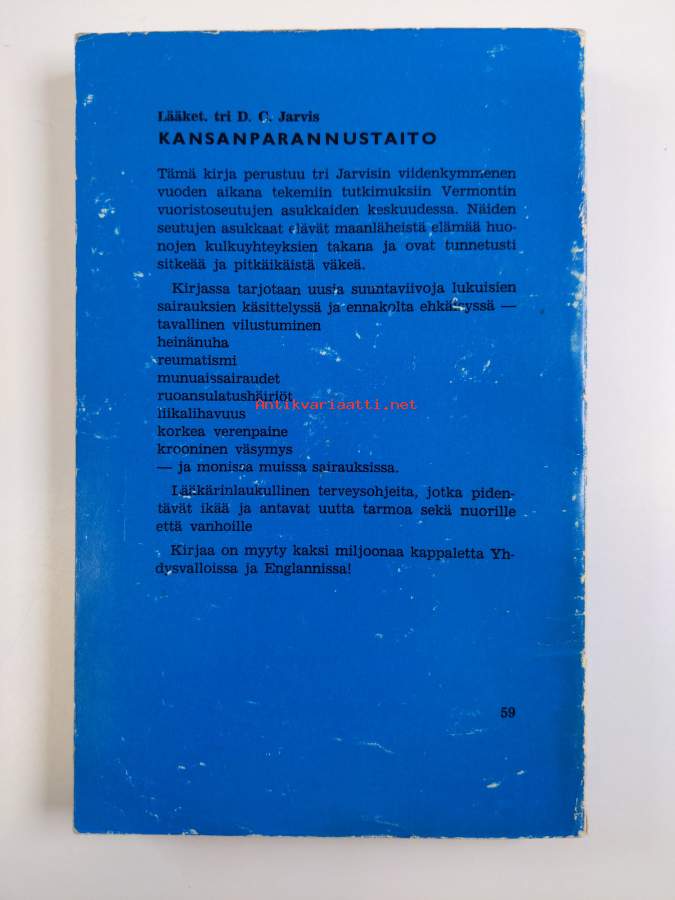 Lääket. tri D. C. Jarvis
KANSANPARANNUSTAITO
Tämä kirja perustuu tri Jarvisin viidenkymmenen
vuoden aikana tekemiin tutkimuksiin Vermontin
vuoristoseutujen asukkaiden keskuudessa. Näiden
seutujen asukkaat elävät maanläheistä elämää huo-
nojen kulkuyhteyksien takana ja ovat tunnetusti
sitkeää ja pitkäikäistä väkeä.
Kirjassa tarjotaan uusia suuntaviivoja lukuisien
sairauksien käsittelyssä ja ennakolta ehkäisyssä —
tavallinen vilustuminen
heinänuha
reumatismi
munuaissairaudet
ruoansulatushäiriöt
Antikvariaatti.net
liikalihavuus
korkea verenpaine
krooninen väsymys
— ja monissa muissa sairauksissa.
Lääkärinlaukullinen terveysohjeita, jotka piden-
tävät ikää ja antavat uutta tarmoa sekä nuorille
että vanhoille
Kirjaa on myyty kaksi miljoonaa kappaletta Yh-
dysvalloissa ja Englannissa!
59